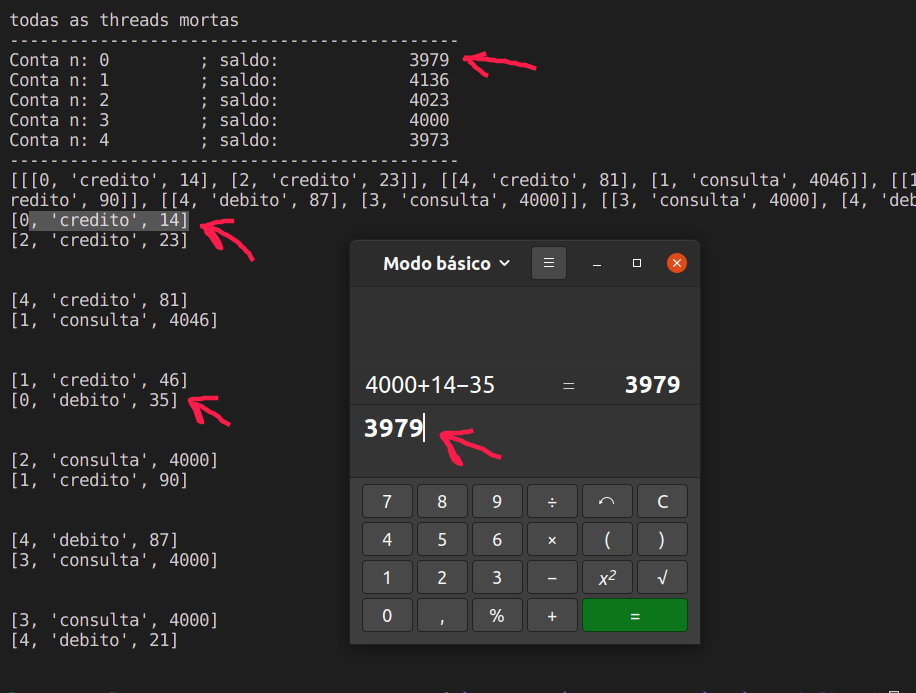 todas as threads mortas
---------------------------------------------
Conta n: 0         ; saldo:             3979
Conta n: 1         ; saldo:             4136
Conta n: 2         ; saldo:             4023
Conta n: 3         ; saldo:             4000
Conta n: 4         ; saldo:             3973
---------------------------------------------
[[[0, 'credito', 14], [2, 'credito', 23]], [[4, 'credito', 81], [1, 'consulta', 4046]], [[1
redito', 90]], [[4, 'debito', 87], [3, 'consulta', 4000]], [[3, 'consulta', 4000], [4, 'deb
[0, 'credito', 14]
[2, 'credito', 23]
[4, 'credito', 81]
[1, 'consulta', 4046]
[1, 'credito', 46]
[0, 'debito', 35]
[2, 'consulta', 4000]
[1, 'credito', 90]
[4, 'debito', 87]
[3, 'consulta', 4000]
[3, 'consulta', 4000]
[4, 'debito', 21]
Modo básico
4000+14−35 = 3979
3979
7 8 9 ÷ C
4 5 6 × ( )
1 2 3 − x² √
0 , % + =